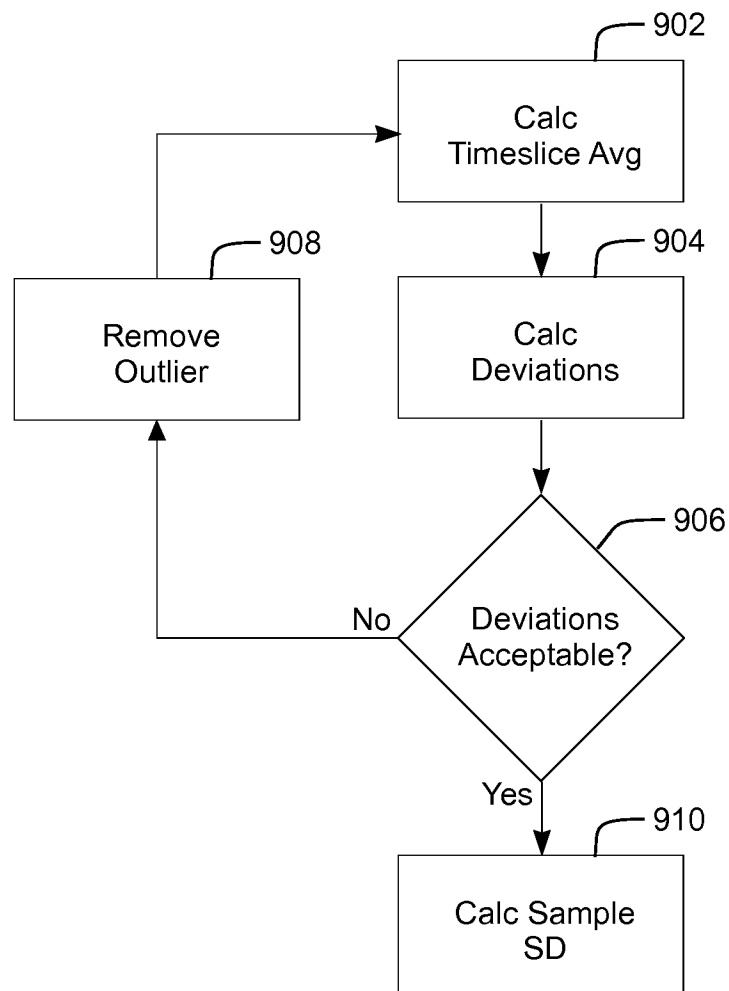 902
Calc
Timeslice Avg
908
904
Remove
Outlier
Calc
Deviations
906
No
Deviations
Acceptable?
Yes
910
Calc Sample
SD